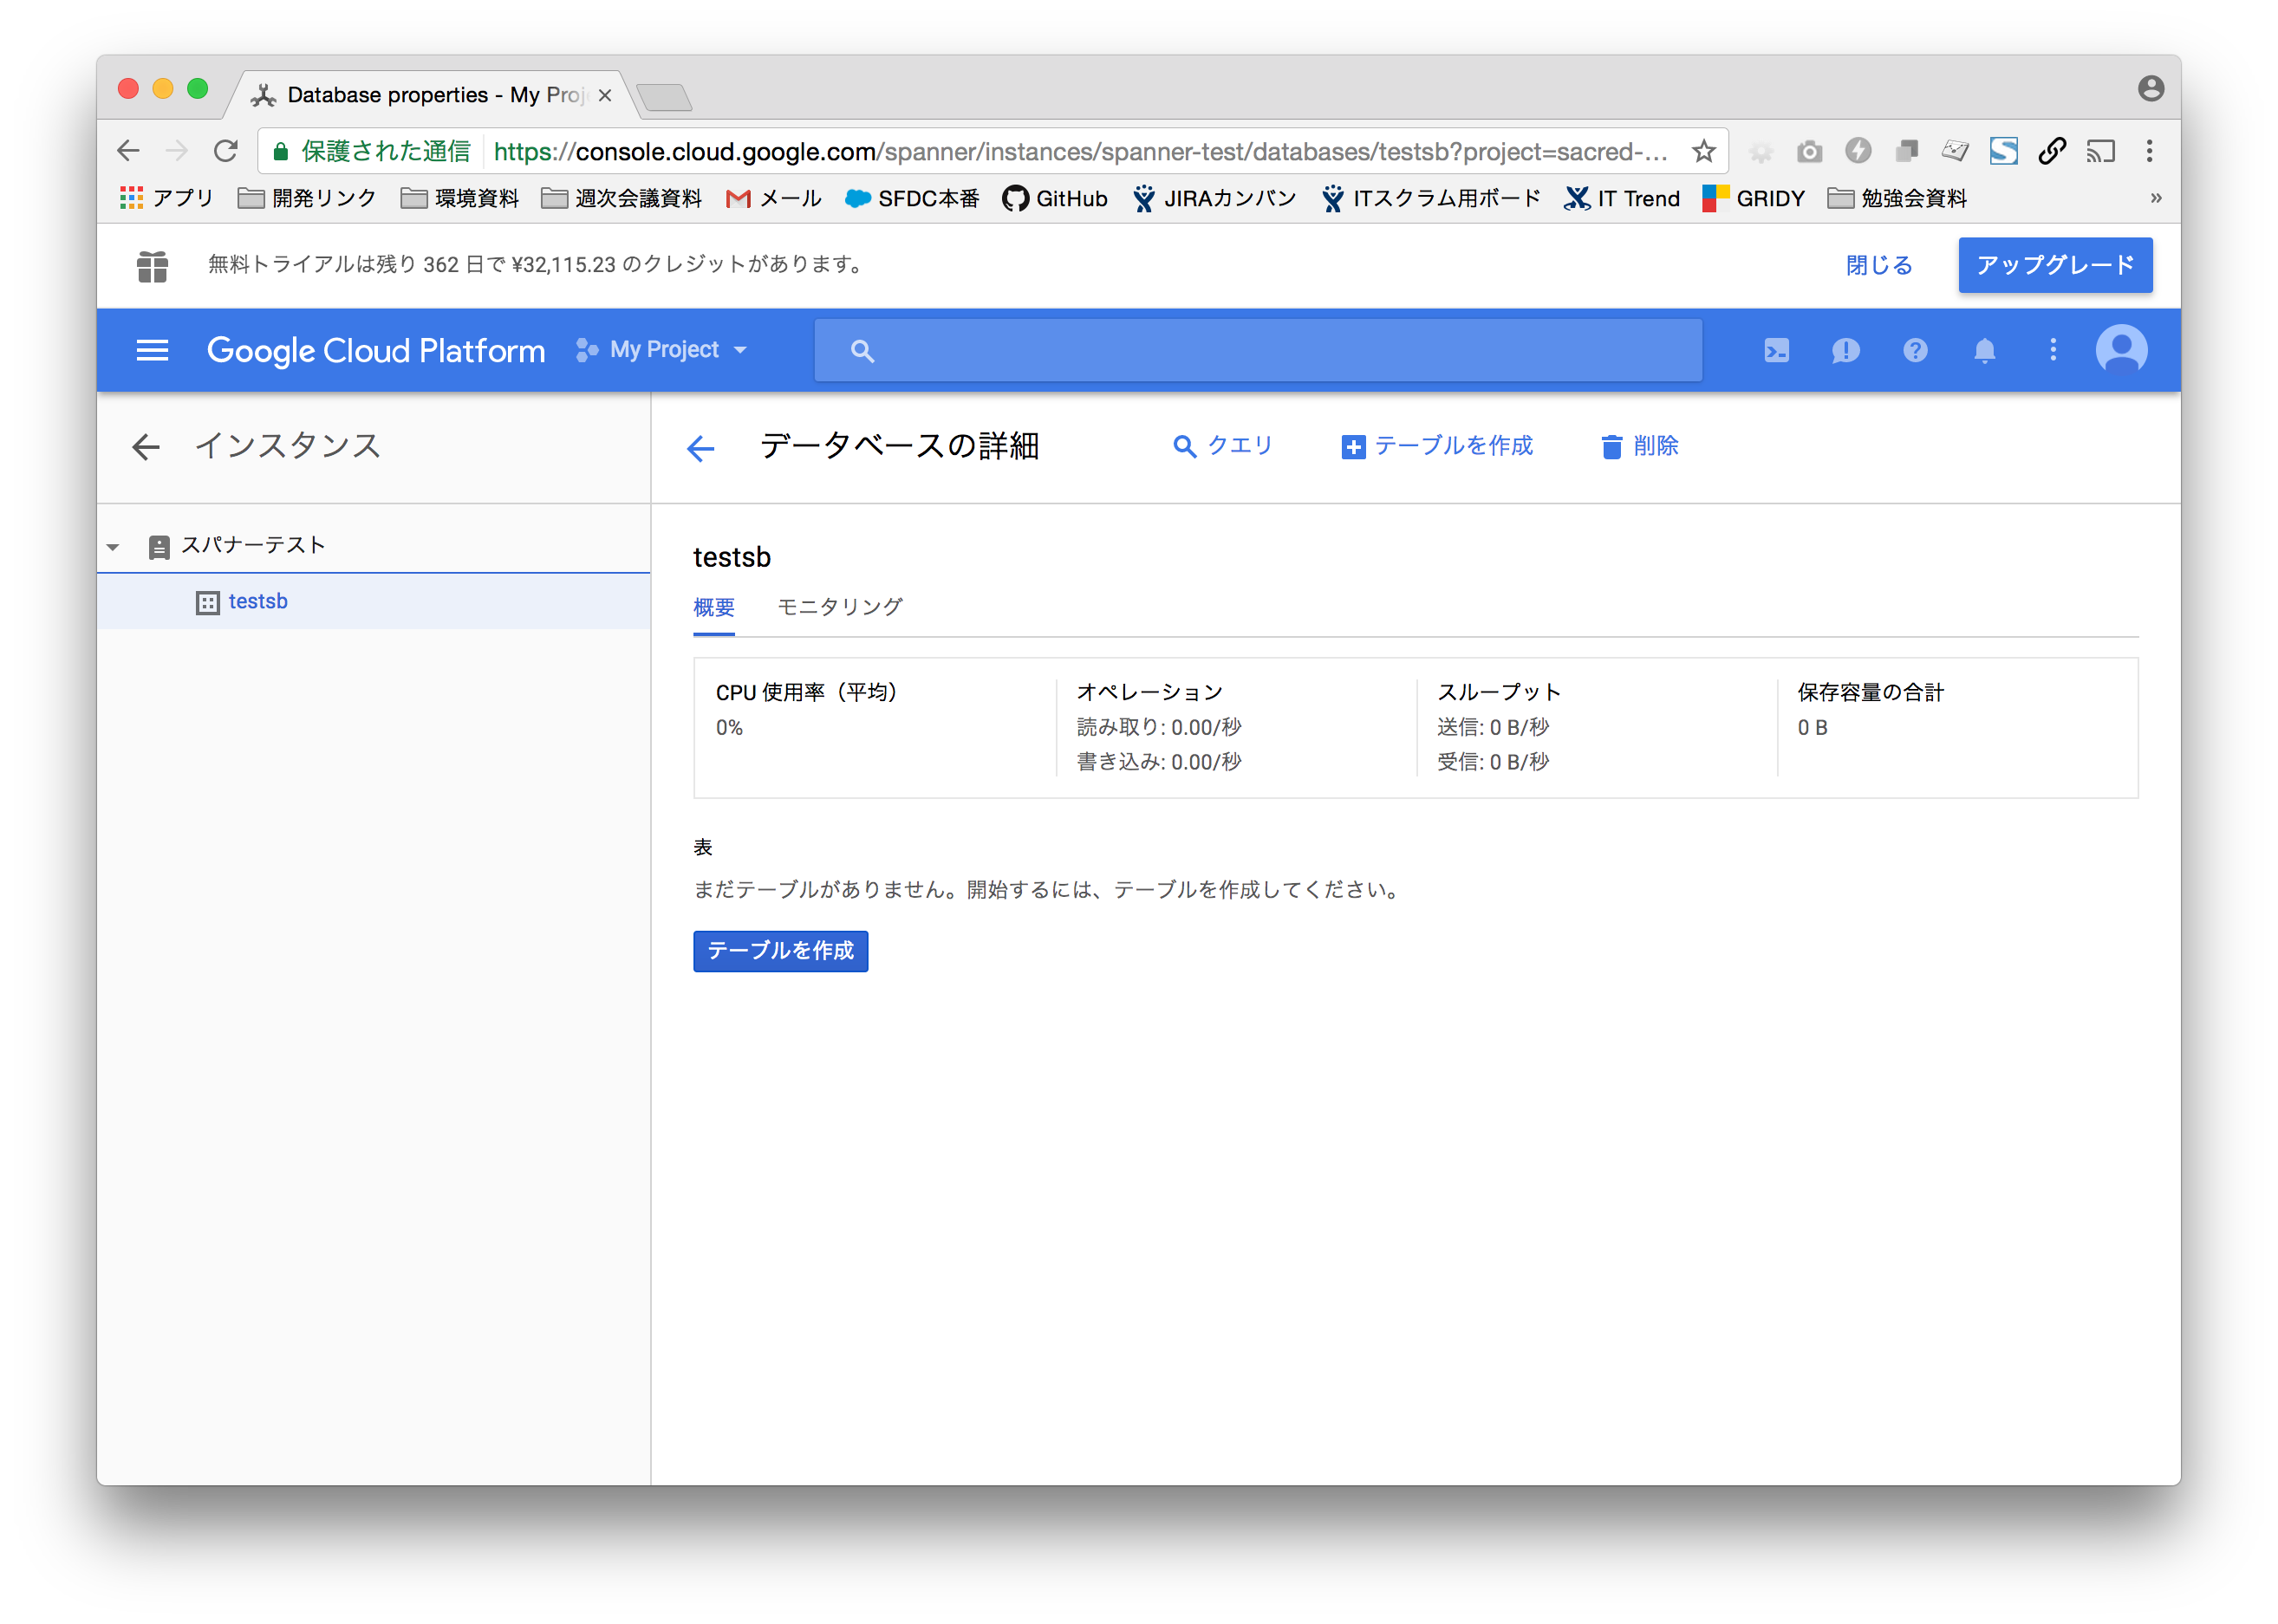 Database properties - My Proj
保護された通信 https://console.cloud.google.com/spanner/instances/spanner-test/databases/testsb?project=sacred-...
アプリ 開発リンク 環境資料 週次会議資料 メール SFDC本番 GitHub JIRAカンバン ITスクラム用ボード IT Trend GRIDY 勉強会資料 »
無料トライアルは残り 362 日で ¥32,115.23 のクレジットがあります。 閉じる アップグレード
Google Cloud Platform My Project
インスタンス
データベースの詳細 クエリ テーブルを作成 削除
スパナーテスト
testsb
testsb
概要 モニタリング
CPU 使用率（平均）
0%
オペレーション
読み取り: 0.00/秒
書き込み: 0.00/秒
スループット
送信: 0 B/秒
受信: 0 B/秒
保存容量の合計
0 B
表
まだテーブルがありません。開始するには、テーブルを作成してください。
テーブルを作成